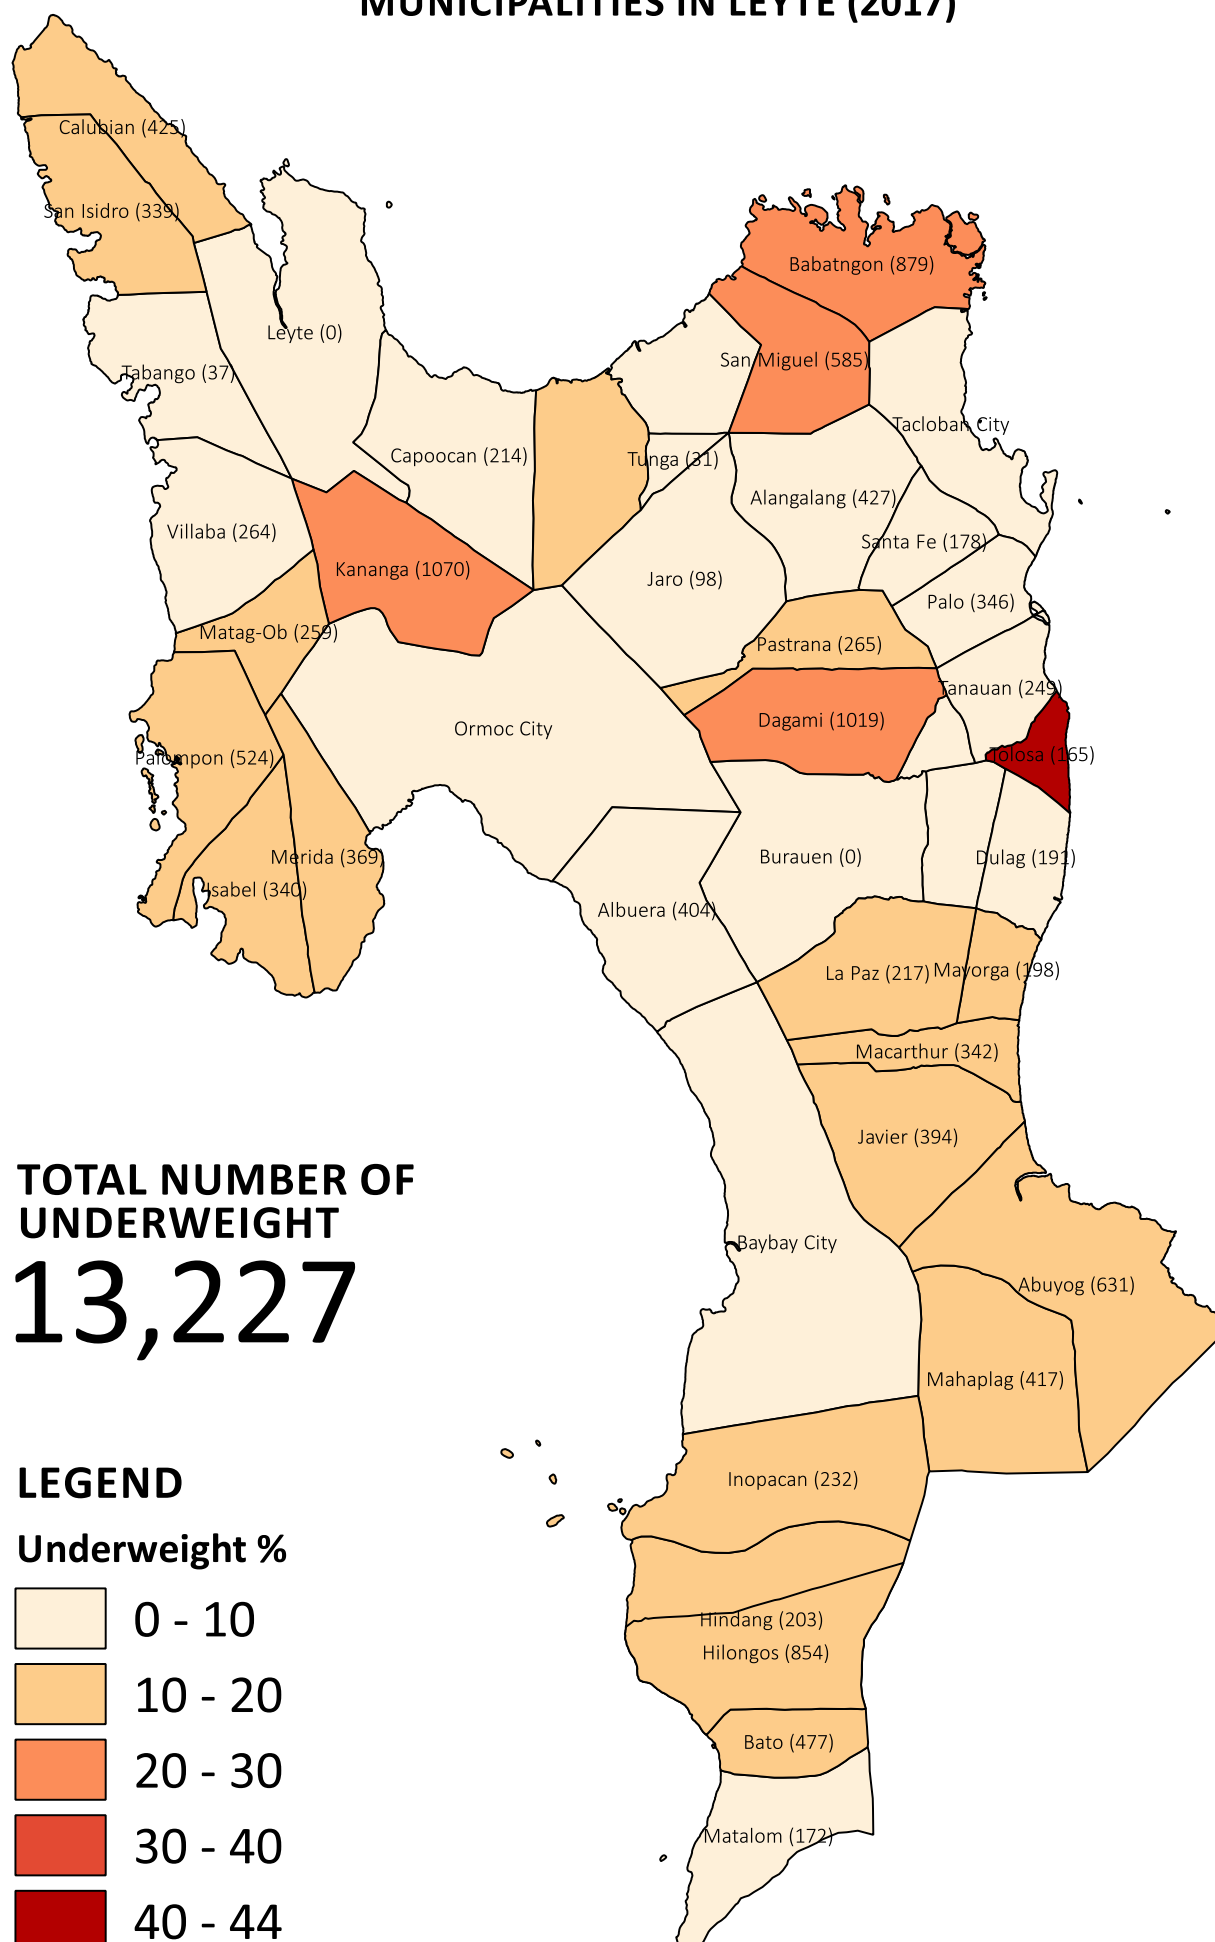 MUNICIPALITIES IN LEYTE (2017)
Calubian (425)
San Isidro (339)
Babatngon (879)
Leyte (0)
San Miguel (585)
Tabango (37)
Tacloban City
Capoocan (214)
Tunga (31)
Alangalang (427)
Villaba (264)
Santa Fe (178)
Kananga (1070)
Jaro (98)
Palo (346)
Matag-Ob (259)
Pastrana (265)
Tanauan (249)
Dagami (1019)
Ormoc City
Palompon (524)
Tolosa (165)
Merida (369)
Burauen (0)
Dulag (191)
Isabel (340)
Albuera (404)
La Paz (217)
Mayorga (198)
Macarthur (342)
Javier (394)
TOTAL NUMBER OF
UNDERWEIGHT
13,227
Baybay City
Abuyog (631)
Mahaplag (417)
Inopacan (232)
Hindang (203)
Hilongos (854)
Bato (477)
Matalom (172)
LEGEND
Underweight %
0 - 10
10 - 20
20 - 30
30 - 40
40 - 44